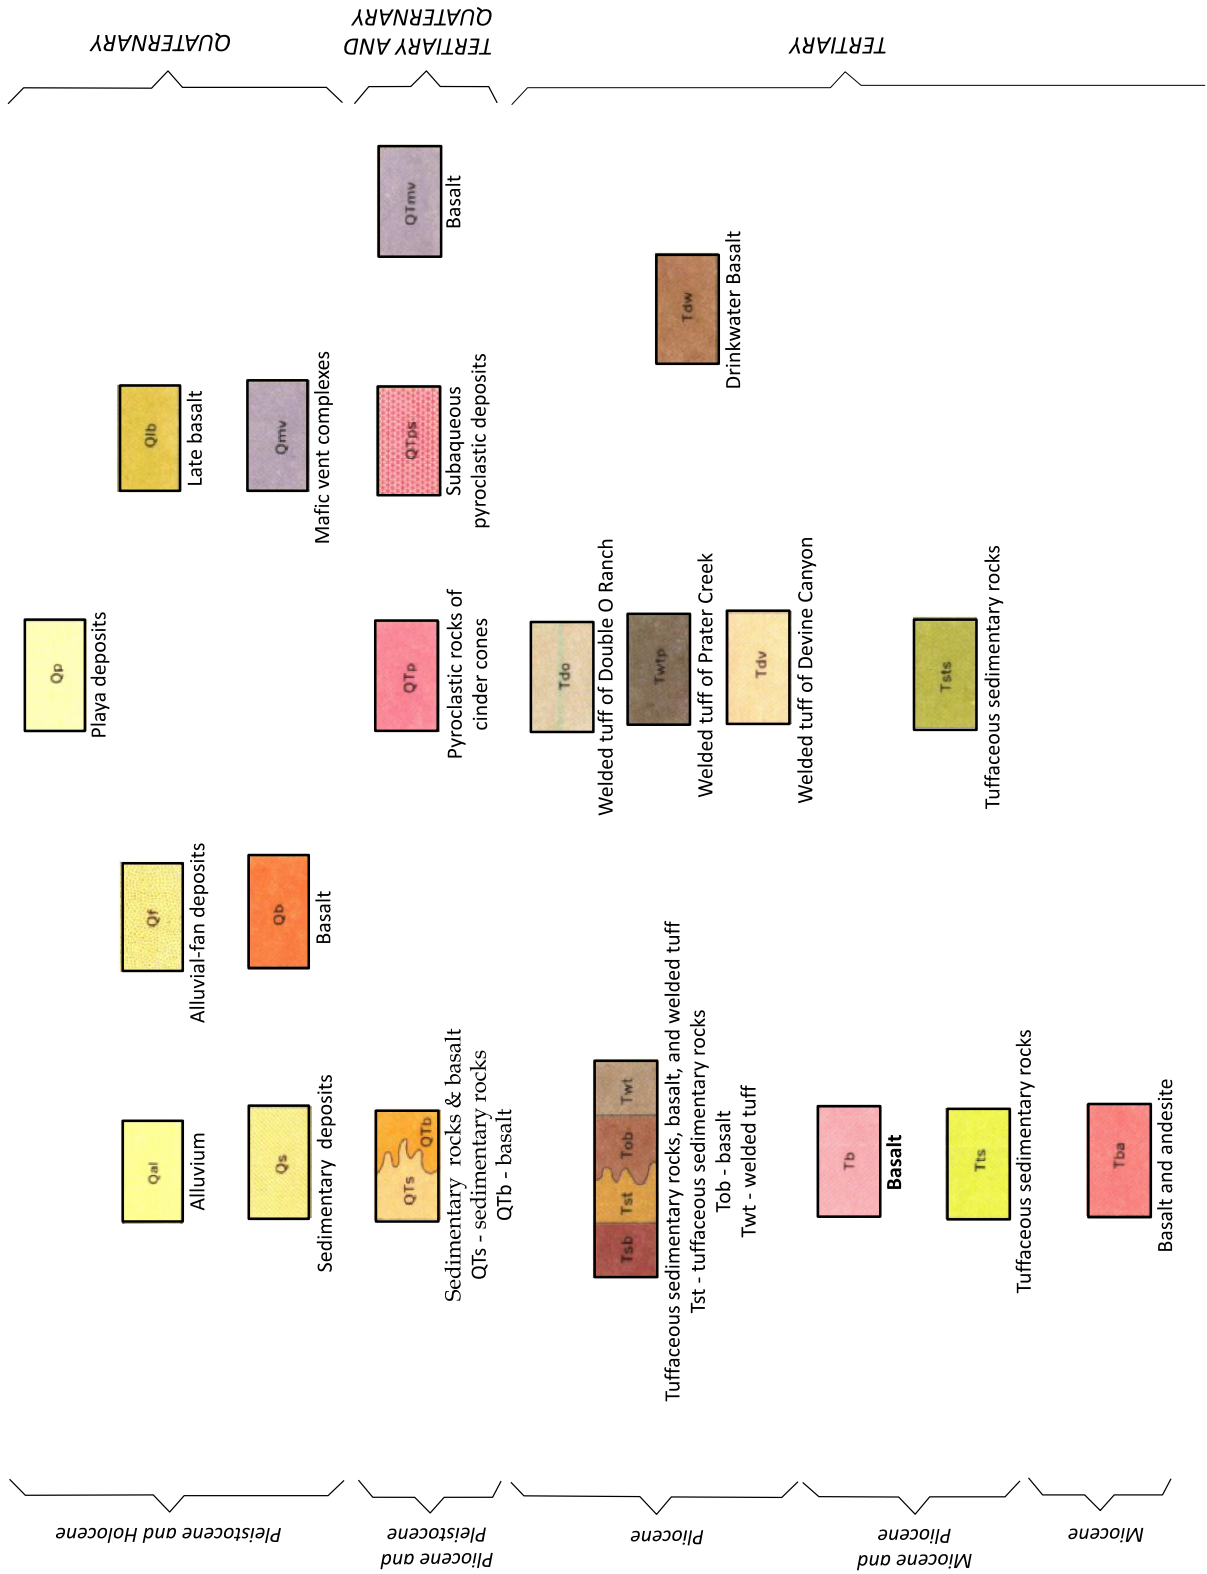 QUATERNARY
TERTIARY AND
QUATERNARY
TERTIARY
Qp
Playa deposits
Qal
Alluvium
Qf
Alluvial-fan deposits
Qlb
Late basalt
Qs
Sedimentary deposits
Qb
Basalt
Qmv
Mafic vent complexes
QTs
QTb
Sedimentary rocks & basalt
QTs - sedimentary rocks
QTb - basalt
QTp
Pyroclastic rocks of
cinder cones
QTps
Subaqueous
pyroclastic deposits
QTmv
Basalt
Tsb
Tst
Tob
Twt
Tuffaceous sedimentary rocks, basalt, and welded tuff
Tst - tuffaceous sedimentary rocks
Tob - basalt
Twt - welded tuff
Tdo
Welded tuff of Double O Ranch
Twtp
Welded tuff of Prater Creek
Tdv
Welded tuff of Devine Canyon
Tdw
Drinkwater Basalt
Tb
Basalt
Tts
Tuffaceous sedimentary rocks
Tsts
Tuffaceous sedimentary rocks
Tba
Basalt and andesite
Pleistocene and Holocene
Pliocene and
Pleistocene
Pliocene
Miocene and
Pliocene
Miocene